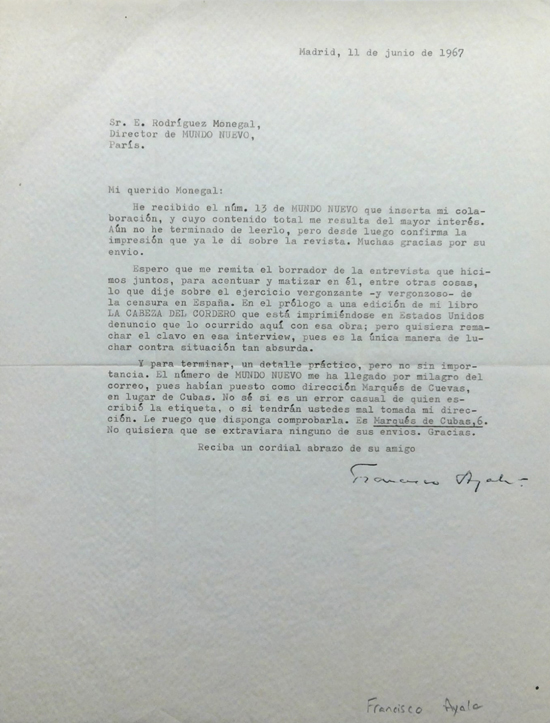 Madrid, 11 de junio de 1967
Sr. E. Rodríguez Monegal,
Director de MUNDO NUEVO,
París.
Mi querido Monegal:
He recibido el núm. 13 de MUNDO NUEVO que inserta mi cola-
boración, y cuyo contenido total me resulta del mayor interés.
Aún no he terminado de leerlo, pero desde luego confirma la
impresión que ya le di sobre la revista. Muchas gracias por su
envio.
Espero que me remita el borrador de la entrevista que hici-
mos juntos, para acentuar y matizar en él, entre otras cosas,
lo que dije sobre el ejercicio vergonzante -y vergonzoso- de
la censura en España. En el prólogo a una edición de mi libro
LA CABEZA DEL CORDERO que está imprimiéndose en Estados Unidos
denuncio que lo ocurrido aquí con esa obra; pero quisiera rema-
char el clavo en esa interview, pues es la única manera de lu-
char contra situación tan absurda.
Y para terminar, un detalle práctico, pero no sin impor-
tancia. El número de MUNDO NUEVO me ha llegado por milagro del
correo, pues habían puesto como dirección Marqués de Cuevas,
en lugar de Cubas. No sé si es un error casual de quien es-
cribió la etiqueta, o si tendrán ustedes mal tomada mi direc-
ción. Le ruego que disponga comprobarla. Es Marqués de Cubas,6.
No quisiera que se extraviara ninguno de sus envios. Gracias.
Reciba un cordial abrazo de su amigo
Francisco Ayala
Francisco Ayala